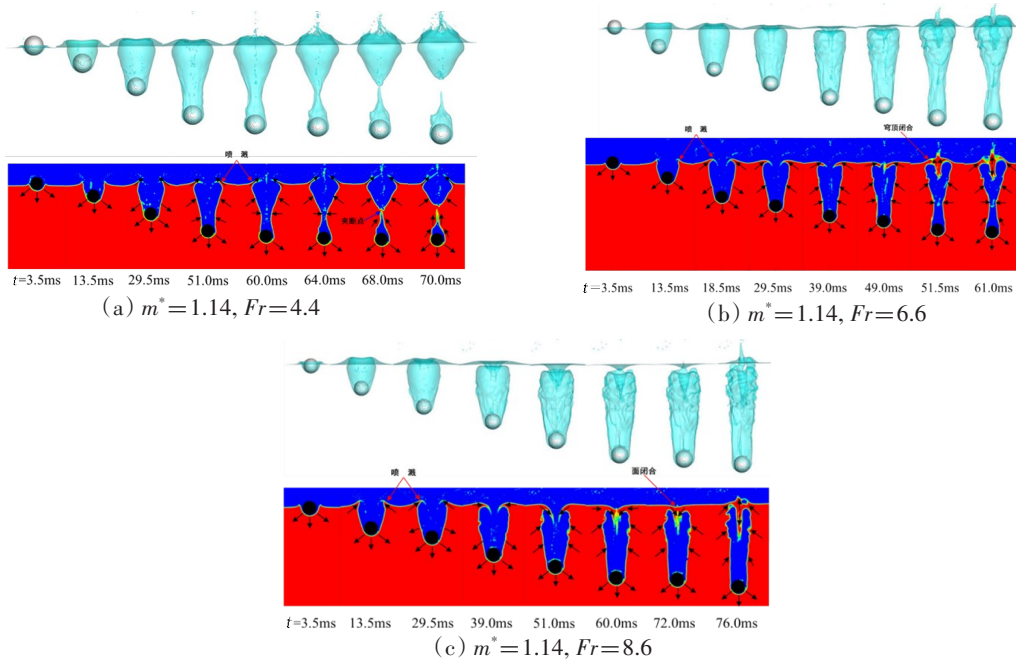 喷 溅
夹断点
t=3.5ms 13.5ms 29.5ms 51.0ms 60.0ms 64.0ms 68.0ms 70.0ms
(a) m*=1.14, Fr=4.4
喷 溅
穹顶闭合
t=3.5ms 13.5ms 18.5ms 29.5ms 39.0ms 49.0ms 51.5ms 61.0ms
(b) m*=1.14, Fr=6.6
喷 溅
面闭合
t=3.5ms 13.5ms 29.5ms 39.0ms 51.0ms 60.0ms 72.0ms 76.0ms
(c) m*=1.14, Fr=8.6